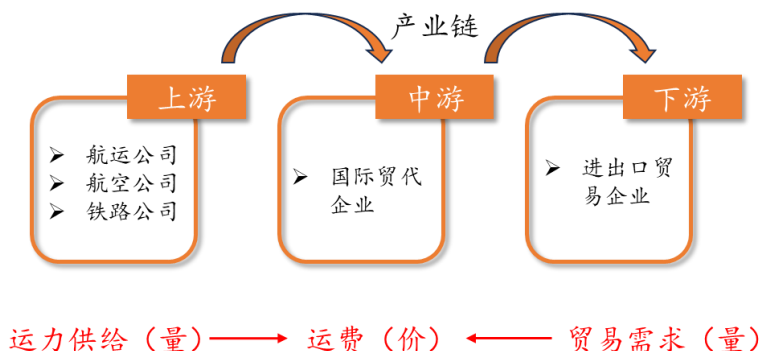 产业链
上游
中游
下游
➢ 航运公司
➢ 航空公司
➢ 铁路公司
➢ 国际贸代
企业
➢ 进出口贸
易企业
运力供给（量）
运费（价）
贸易需求（量）